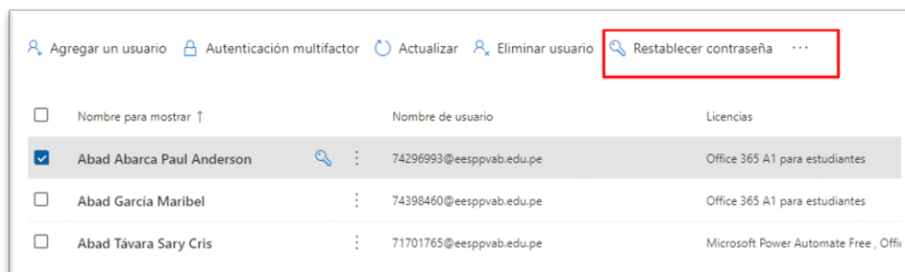 Agregar un usuario Autenticación multifactor Actualizar Eliminar usuario Restablecer contraseña ...
Nombre para mostrar ↑ Nombre de usuario Licencias
Abad Abarca Paul Anderson 74296993@eesppvab.edu.pe Office 365 A1 para estudiantes
Abad García Maribel 74398460@eesppvab.edu.pe Office 365 A1 para estudiantes
Abad Távara Sary Cris 71701765@eesppvab.edu.pe Microsoft Power Automate Free , Offi